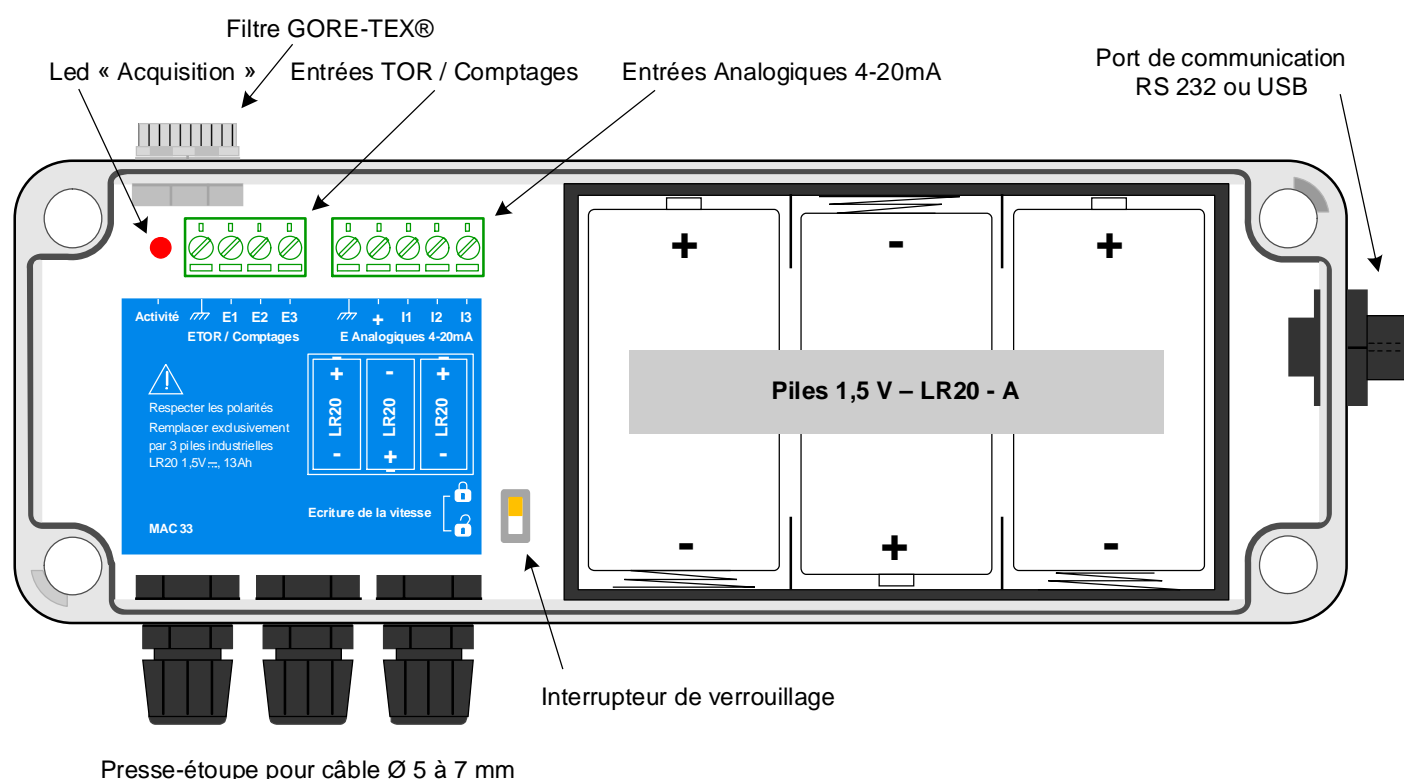 Filtre GORE-TEX®
Led « Acquisition »
Entrées TOR / Comptages
Entrées Analogiques 4-20mA
Port de communication
RS 232 ou USB
+
-
+
Activité
E1
E2
E3
+
I1
I2
I3
ETOR / Comptages
E Analogiques 4-20mA
Respecter les polarités
Remplacer exclusivement
par 3 piles industrielles
LR20 1,5V⎓, 13Ah
+
-
+
LR20
LR20
LR20
-
+
-
Piles 1,5 V – LR20 - A
Ecriture de la vitesse
MAC 33
-
+
-
Interrupteur de verrouillage
Presse-étoupe pour câble Ø 5 à 7 mm